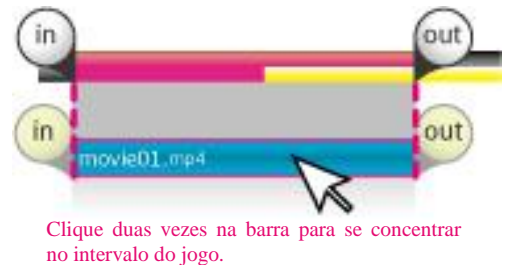 in out
in out
movie01.mp4
Clique duas vezes na barra para se concentrar
no intervalo do jogo.